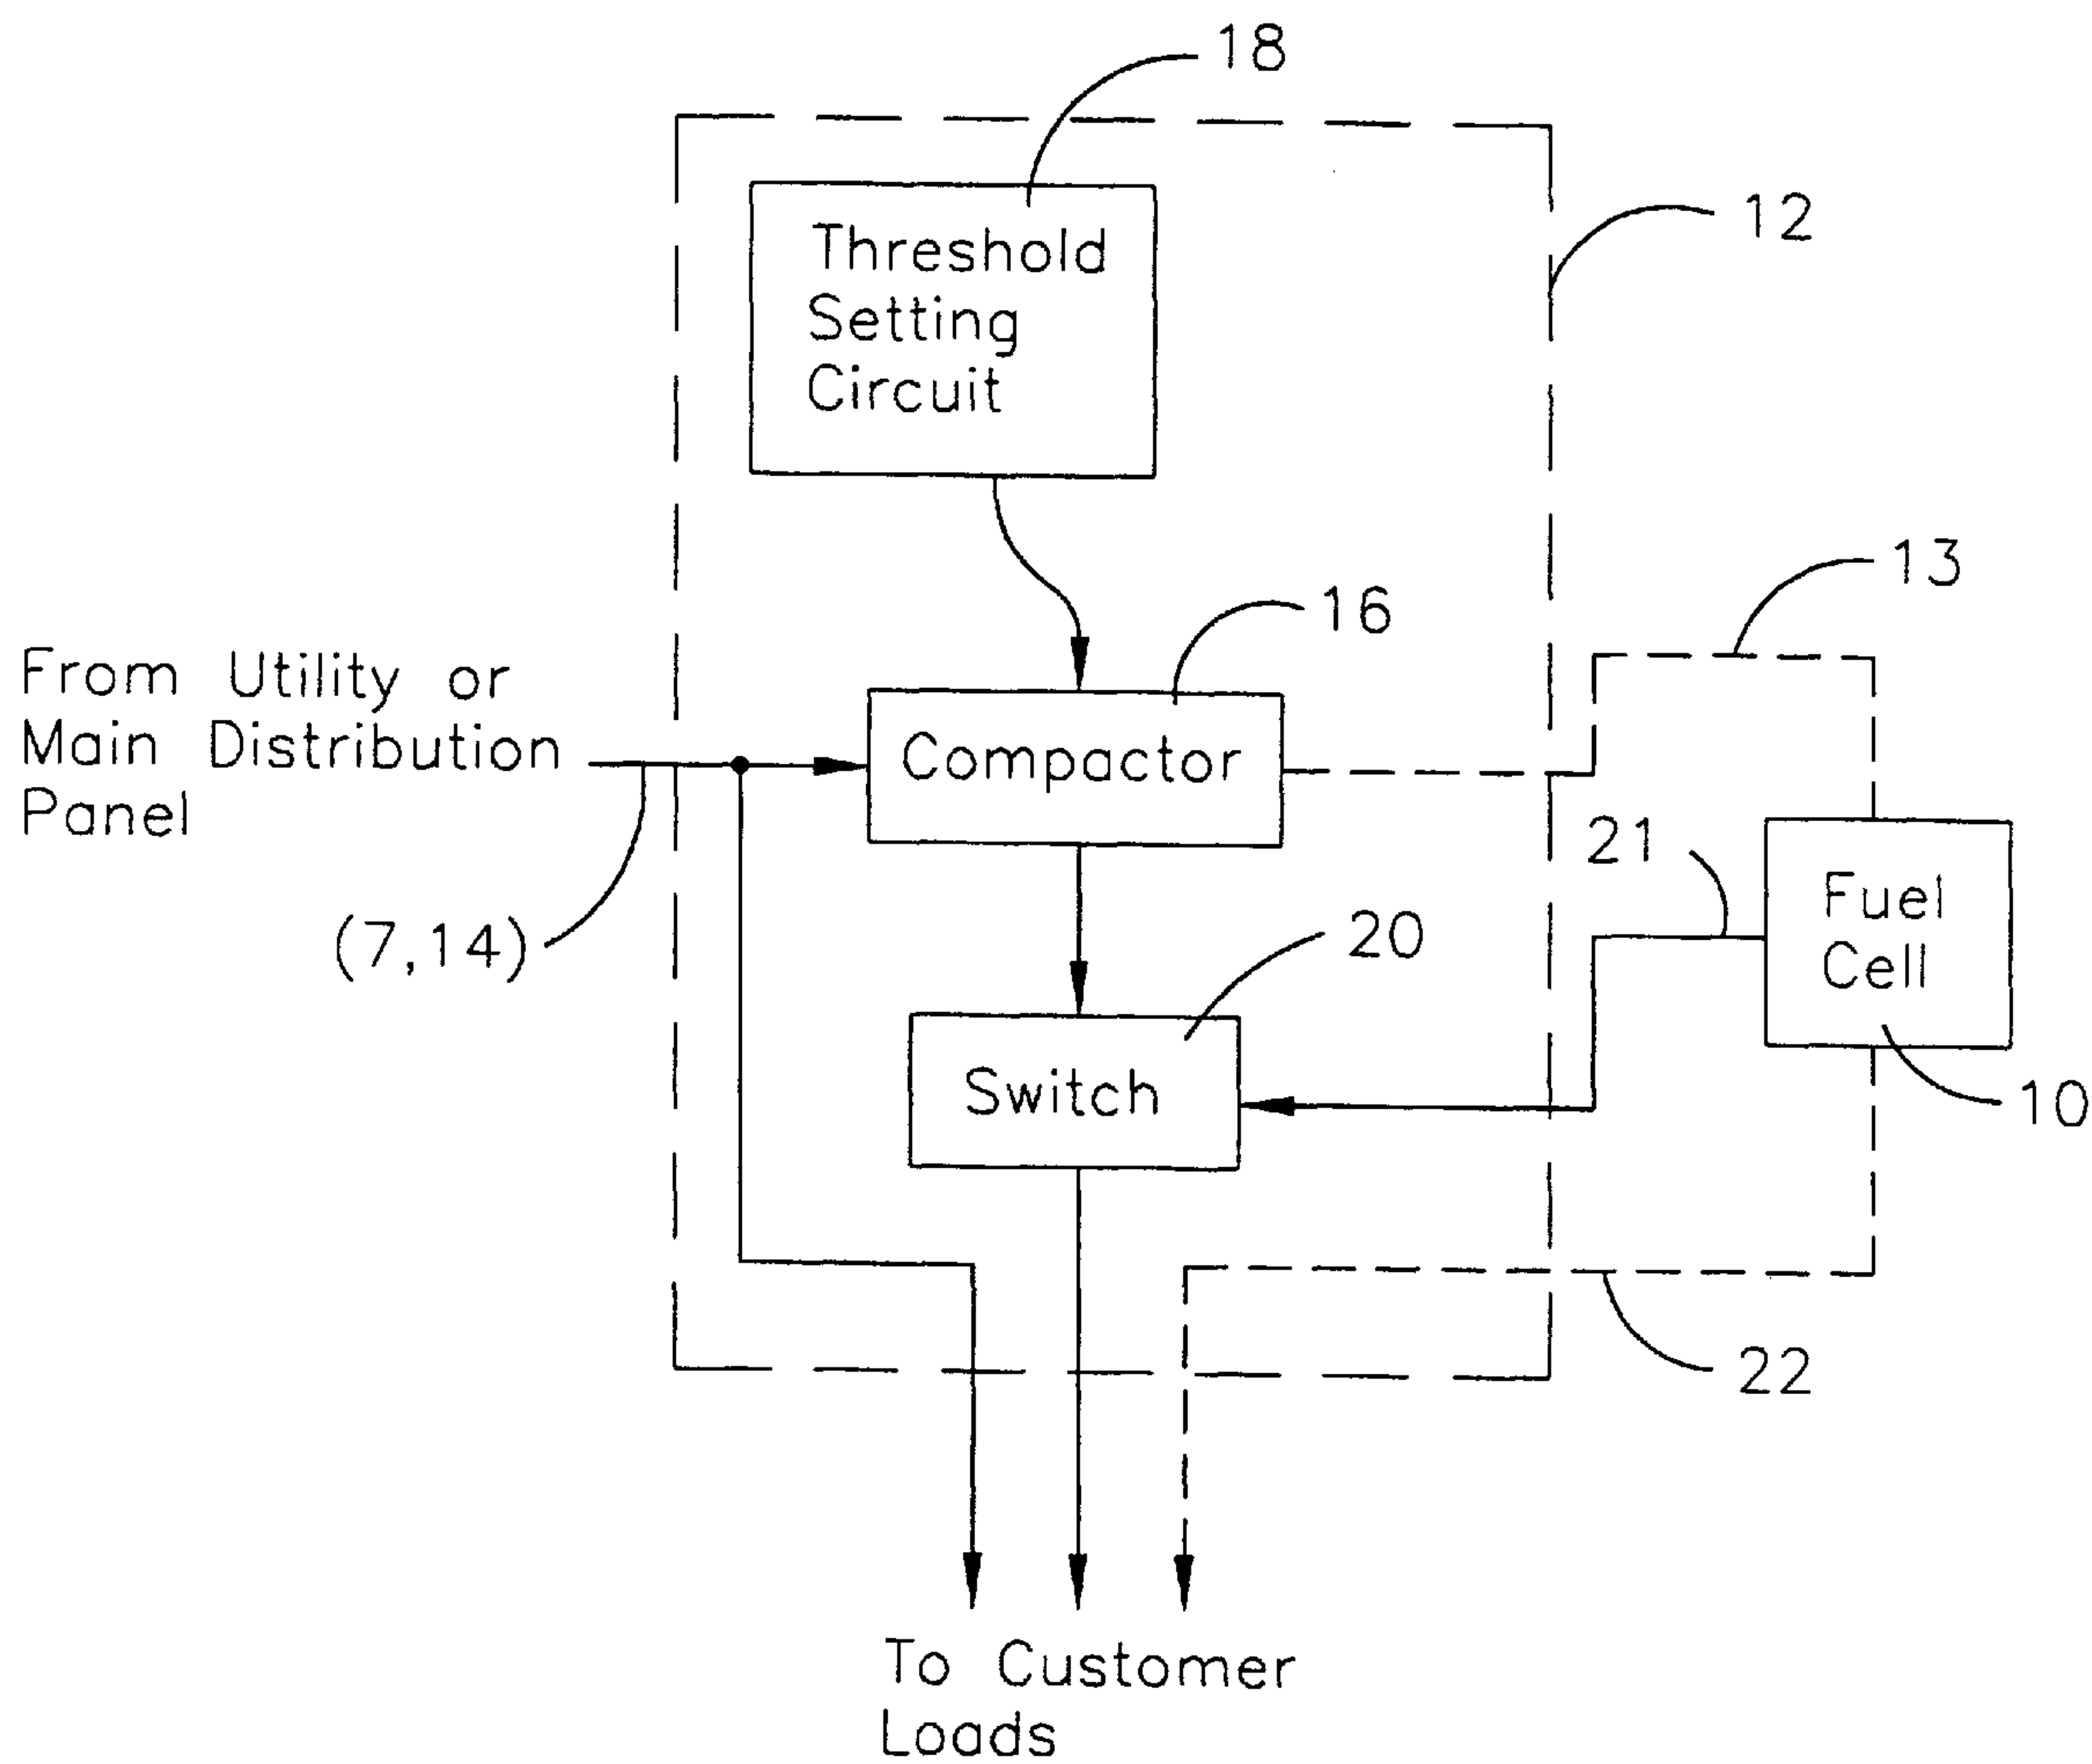 18
12
Threshold
Setting
Circuit
13
16
From Utility or
Main Distribution
Panel
Compactor
21
Fuel
Cell
(7,14)
20
Switch
10
22
To Customer
Loads